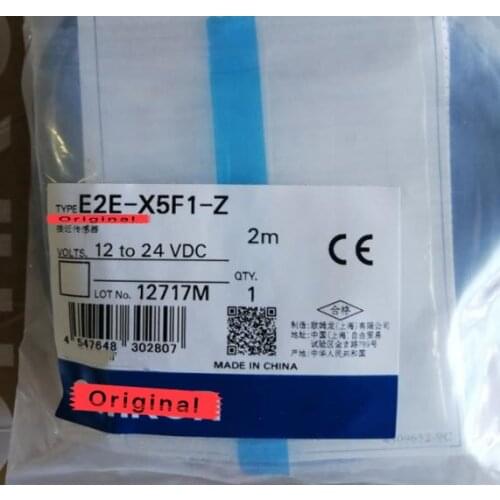 TYPE E2E-X5F1-Z
Original
接近传感器
2m
VOLTS. 12 to 24 VDC
CE
QTY.
LOT No. 12717M 1
合格
4 547648 302807
制造：欧姆龙(上海)有限公司
地址：中国(上海)自由贸易
试验区金吉路789号
产地：中华人民共和国
MADE IN CHINA
Original